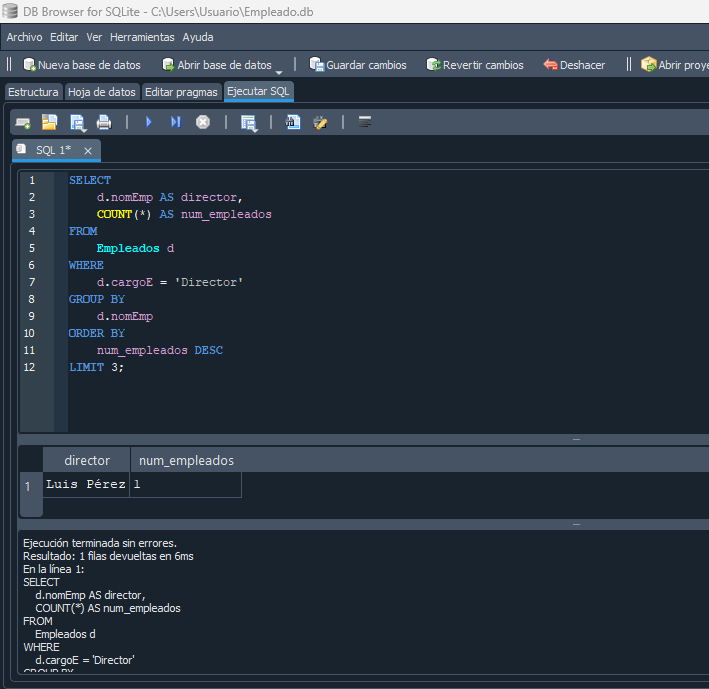 DB Browser for SQLite - C:\Users\Usuario\Empleado.db
Archivo Editar Ver Herramientas Ayuda
Nueva base de datos Abrir base de datos Guardar cambios Revertir cambios Deshacer Abrir proye
Estructura Hoja de datos Editar pragmas Ejecutar SQL
SQL 1*
1 SELECT
2 d.nomEmp AS director,
3 COUNT(*) AS num_empleados
4 FROM
5 Empleados d
6 WHERE
7 d.cargoE = 'Director'
8 GROUP BY
9 d.nomEmp
10 ORDER BY
11 num_empleados DESC
12 LIMIT 3;
director num_empleados
1 Luis Pérez 1
Ejecución terminada sin errores.
Resultado: 1 filas devueltas en 6ms
En la línea 1:
SELECT
d.nomEmp AS director,
COUNT(*) AS num_empleados
FROM
Empleados d
WHERE
d.cargoE = 'Director'
GROUP BY